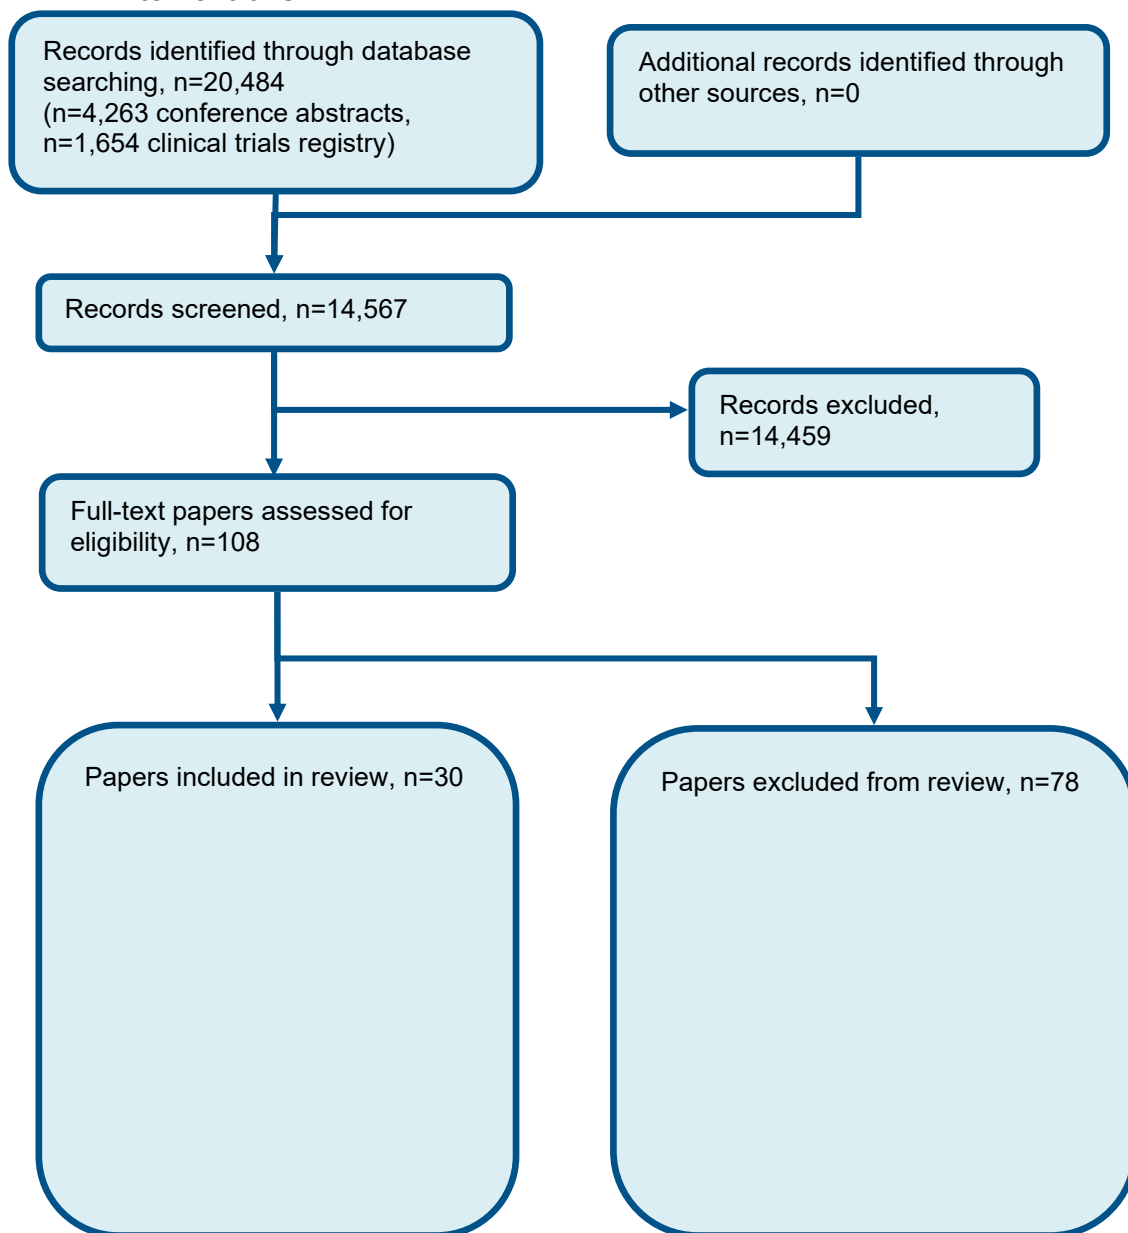 Records identified through database
searching, n=20,484
(n=4,263 conference abstracts,
n=1,654 clinical trials registry)
Additional records identified through
other sources, n=0
Records screened, n=14,567
Records excluded,
n=14,459
Full-text papers assessed for
eligibility, n=108
Papers included in review, n=30
Papers excluded from review, n=78